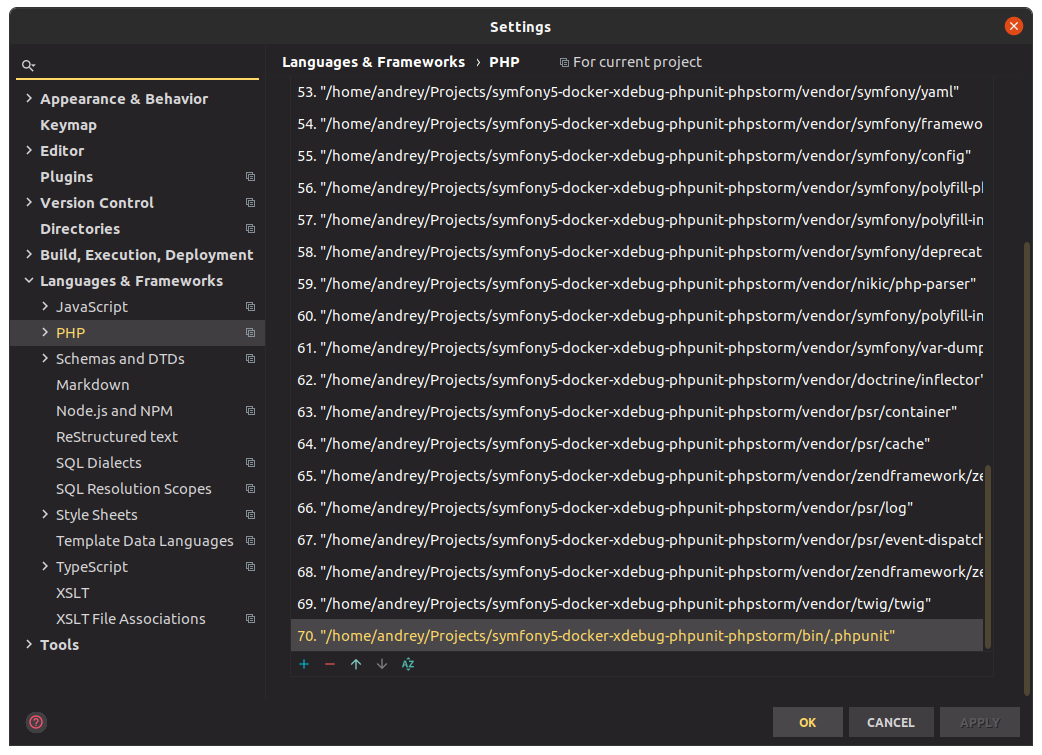 Settings
Languages & Frameworks › PHP For current project
Appearance & Behavior
Keymap
Editor
Plugins
Version Control
Directories
Build, Execution, Deployment
Languages & Frameworks
JavaScript
PHP
Schemas and DTDs
Markdown
Node.js and NPM
ReStructured text
SQL Dialects
SQL Resolution Scopes
Style Sheets
Template Data Languages
TypeScript
XSLT
XSLT File Associations
Tools
53. "/home/andrey/Projects/symfony5-docker-xdebug-phpunit-phpstorm/vendor/symfony/yaml"
54. "/home/andrey/Projects/symfony5-docker-xdebug-phpunit-phpstorm/vendor/symfony/framewo
55. "/home/andrey/Projects/symfony5-docker-xdebug-phpunit-phpstorm/vendor/symfony/config"
56. "/home/andrey/Projects/symfony5-docker-xdebug-phpunit-phpstorm/vendor/symfony/polyfill-pl
57. "/home/andrey/Projects/symfony5-docker-xdebug-phpunit-phpstorm/vendor/symfony/polyfill-in
58. "/home/andrey/Projects/symfony5-docker-xdebug-phpunit-phpstorm/vendor/symfony/deprecat
59. "/home/andrey/Projects/symfony5-docker-xdebug-phpunit-phpstorm/vendor/nikic/php-parser"
60. "/home/andrey/Projects/symfony5-docker-xdebug-phpunit-phpstorm/vendor/symfony/polyfill-in
61. "/home/andrey/Projects/symfony5-docker-xdebug-phpunit-phpstorm/vendor/symfony/var-dump
62. "/home/andrey/Projects/symfony5-docker-xdebug-phpunit-phpstorm/vendor/doctrine/inflector"
63. "/home/andrey/Projects/symfony5-docker-xdebug-phpunit-phpstorm/vendor/psr/container"
64. "/home/andrey/Projects/symfony5-docker-xdebug-phpunit-phpstorm/vendor/psr/cache"
65. "/home/andrey/Projects/symfony5-docker-xdebug-phpunit-phpstorm/vendor/zendframework/ze
66. "/home/andrey/Projects/symfony5-docker-xdebug-phpunit-phpstorm/vendor/psr/log"
67. "/home/andrey/Projects/symfony5-docker-xdebug-phpunit-phpstorm/vendor/psr/event-dispatch
68. "/home/andrey/Projects/symfony5-docker-xdebug-phpunit-phpstorm/vendor/zendframework/ze
69. "/home/andrey/Projects/symfony5-docker-xdebug-phpunit-phpstorm/vendor/twig/twig"
70. "/home/andrey/Projects/symfony5-docker-xdebug-phpunit-phpstorm/bin/.phpunit"
AZ
? OK CANCEL APPLY